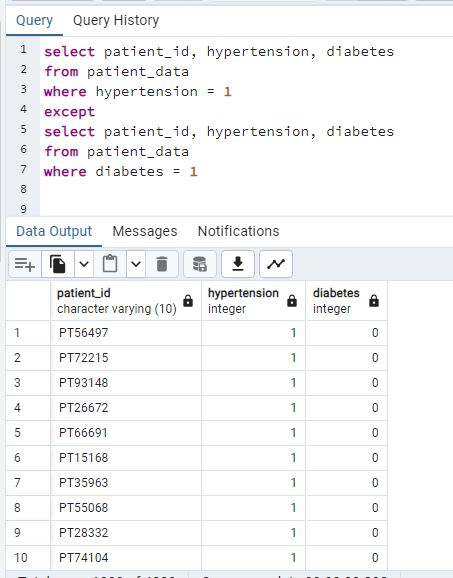 Query Query History
1 select patient_id, hypertension, diabetes
2 from patient_data
3 where hypertension = 1
4 except
5 select patient_id, hypertension, diabetes
6 from patient_data
7 where diabetes = 1
8
9
Data Output Messages Notifications
patient_id hypertension diabetes
character varying (10) integer integer
1 PT56497 1 0
2 PT72215 1 0
3 PT93148 1 0
4 PT26672 1 0
5 PT66691 1 0
6 PT15168 1 0
7 PT35963 1 0
8 PT55068 1 0
9 PT28332 1 0
10 PT74104 1 0